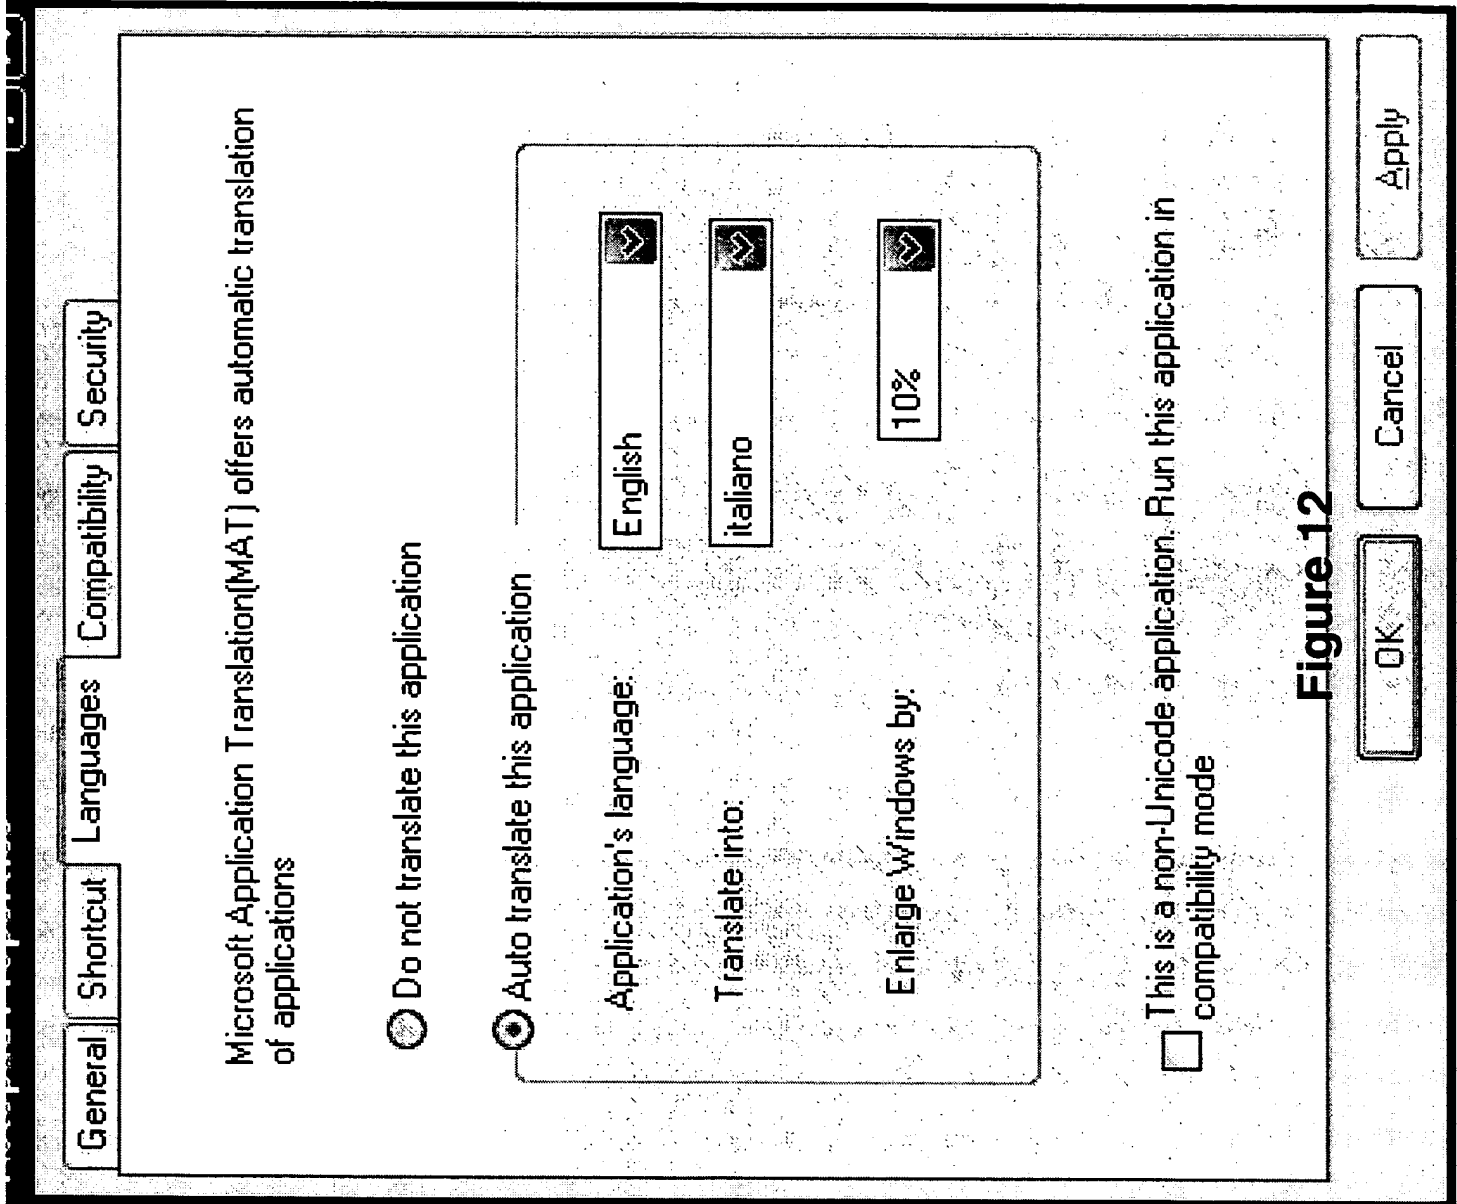 General Shortcut Languages Compatibility Security
Microsoft Application Translation(MAT) offers automatic translation
of applications
Do not translate this application
Auto translate this application
Application's language: English
Translate into: italiano
Enlarge Windows by: 10%
This is a non-Unicode application. Run this application in
compatibility mode
Figure 12
OK Cancel Apply